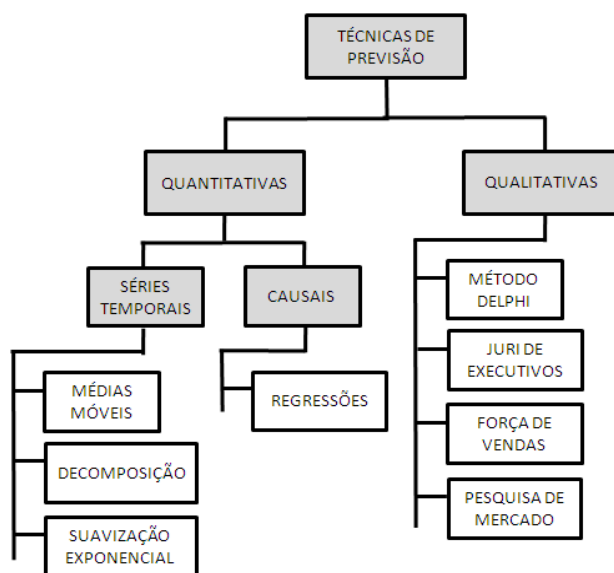 TÉCNICAS DE
PREVISÃO
QUANTITATIVAS
QUALITATIVAS
SÉRIES
TEMPORAIS
CAUSAIS
MÉDIAS
MÓVEIS
DECOMPOSIÇÃO
SUAVIZAÇÃO
EXPONENCIAL
REGRESSÕES
MÉTODO
DELPHI
JURI DE
EXECUTIVOS
FORÇA DE
VENDAS
PESQUISA DE
MERCADO